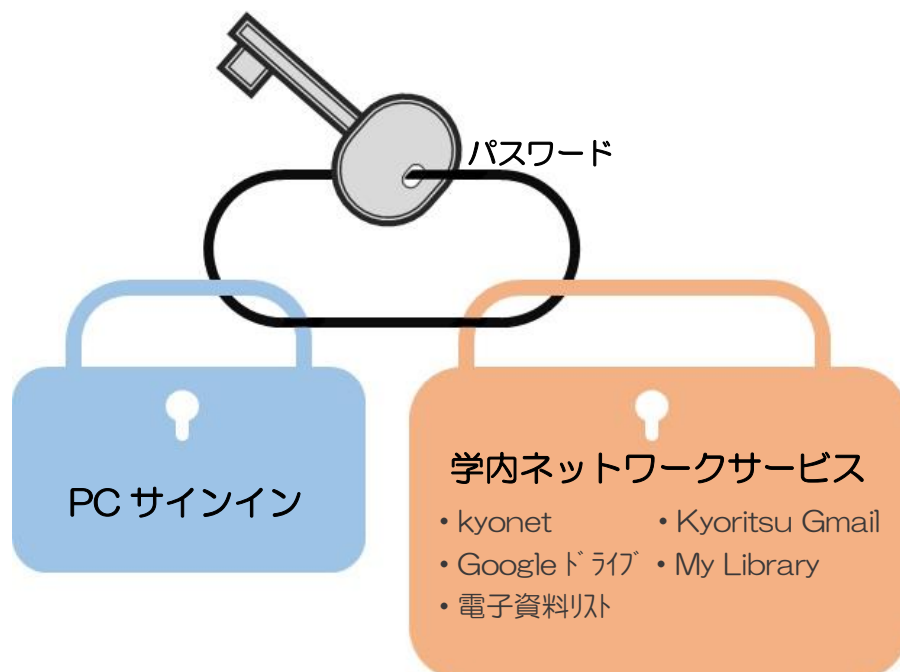 パスワード
PC サインイン
学内ネットワークサービス
・kyonet ・Kyoritsu Gmail
・Googleﾄﾞﾗｲﾌﾞ ・My Library
・電子資料ﾘｽﾄ